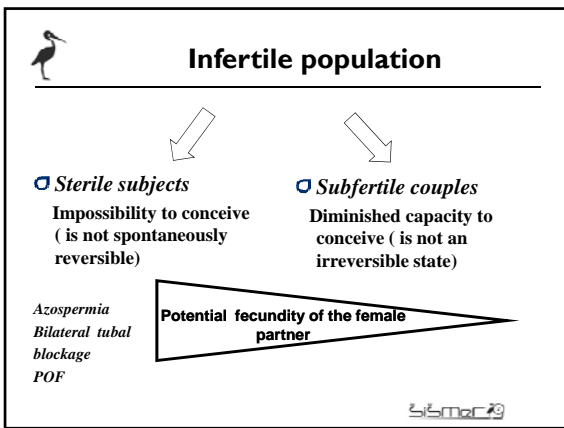 Infertile population
Sterile subjects
Impossibility to conceive
( is not spontaneously
reversible)
Subfertile couples
Diminished capacity to
conceive ( is not an
irreversible state)
Azospermia
Bilateral tubal
blockage
POF
Potential fecundity of the female
partner
SISMER